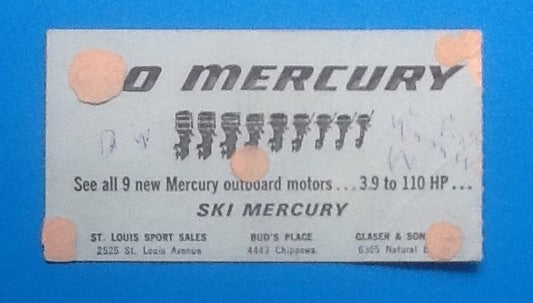 O MERCURY
See all 9 new Mercury outboard motors . . . 3.9 to 110 HP . . .
SKI MERCURY
ST. LOUIS SPORT SALES BUD'S PLACE GLASER & SON
2525 St. Louis Avenue 4443 Chippewa 6305 Natural